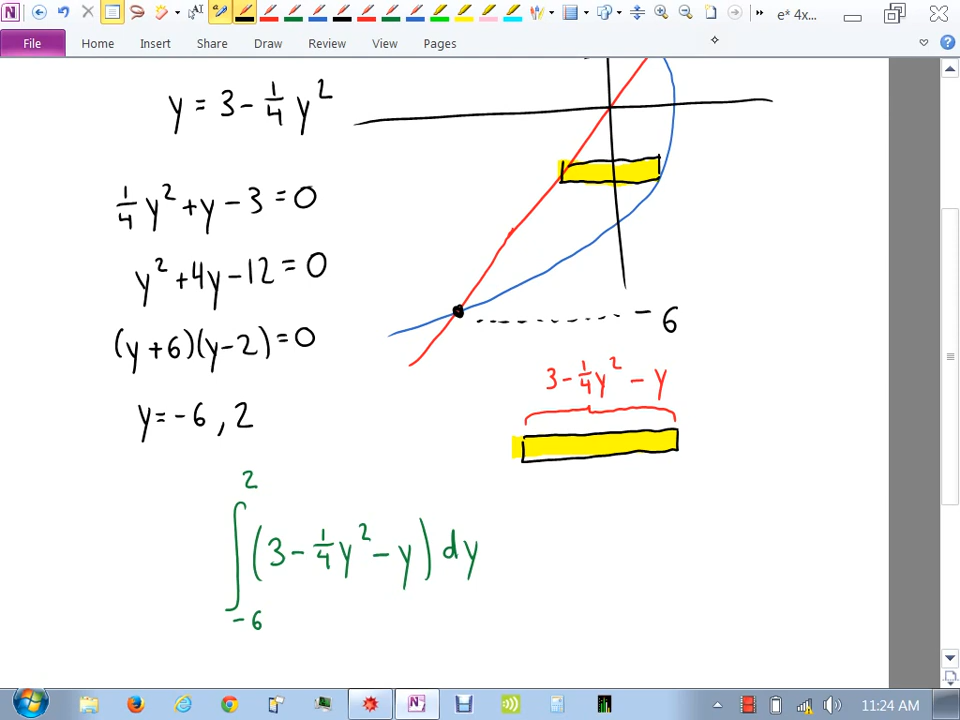 e* 4x...
File Home Insert Share Draw Review View Pages
y = 3 - 1/4 y²
1/4 y² + y - 3 = 0
y² + 4y - 12 = 0
(y + 6)(y - 2) = 0
y = -6 , 2
- 6
3 - 1/4 y² - y
2
∫ (3 - 1/4 y² - y) dy
-6
11:24 AM